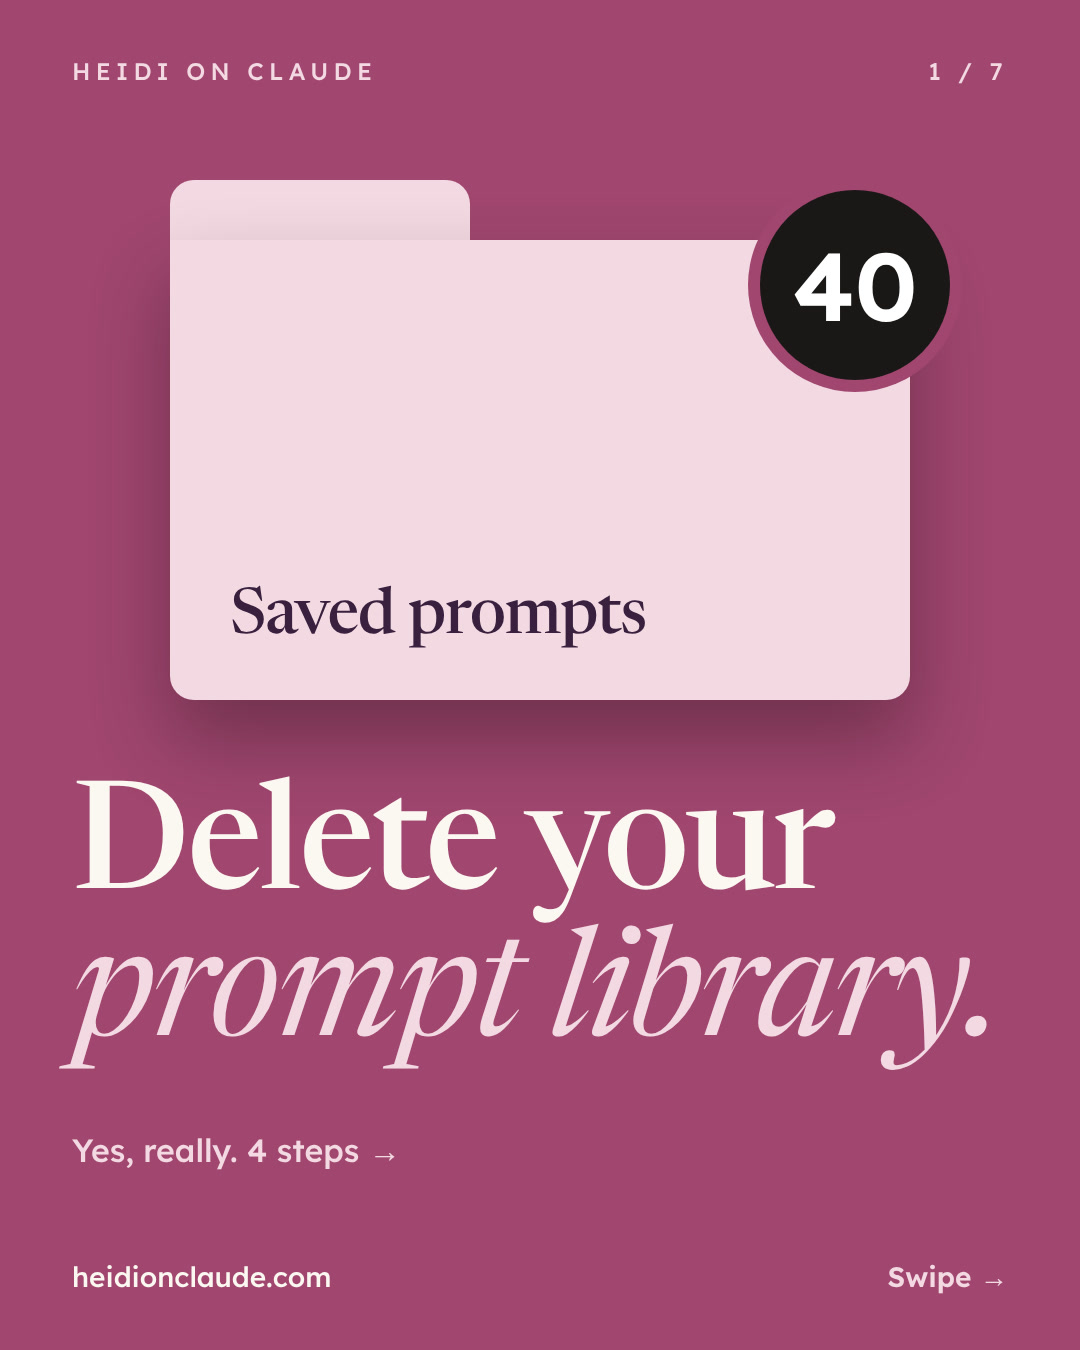 HEIDI ON CLAUDE
1 / 7
40
Saved prompts
Delete your
prompt library.
Yes, really. 4 steps →
heidionclaude.com
Swipe →